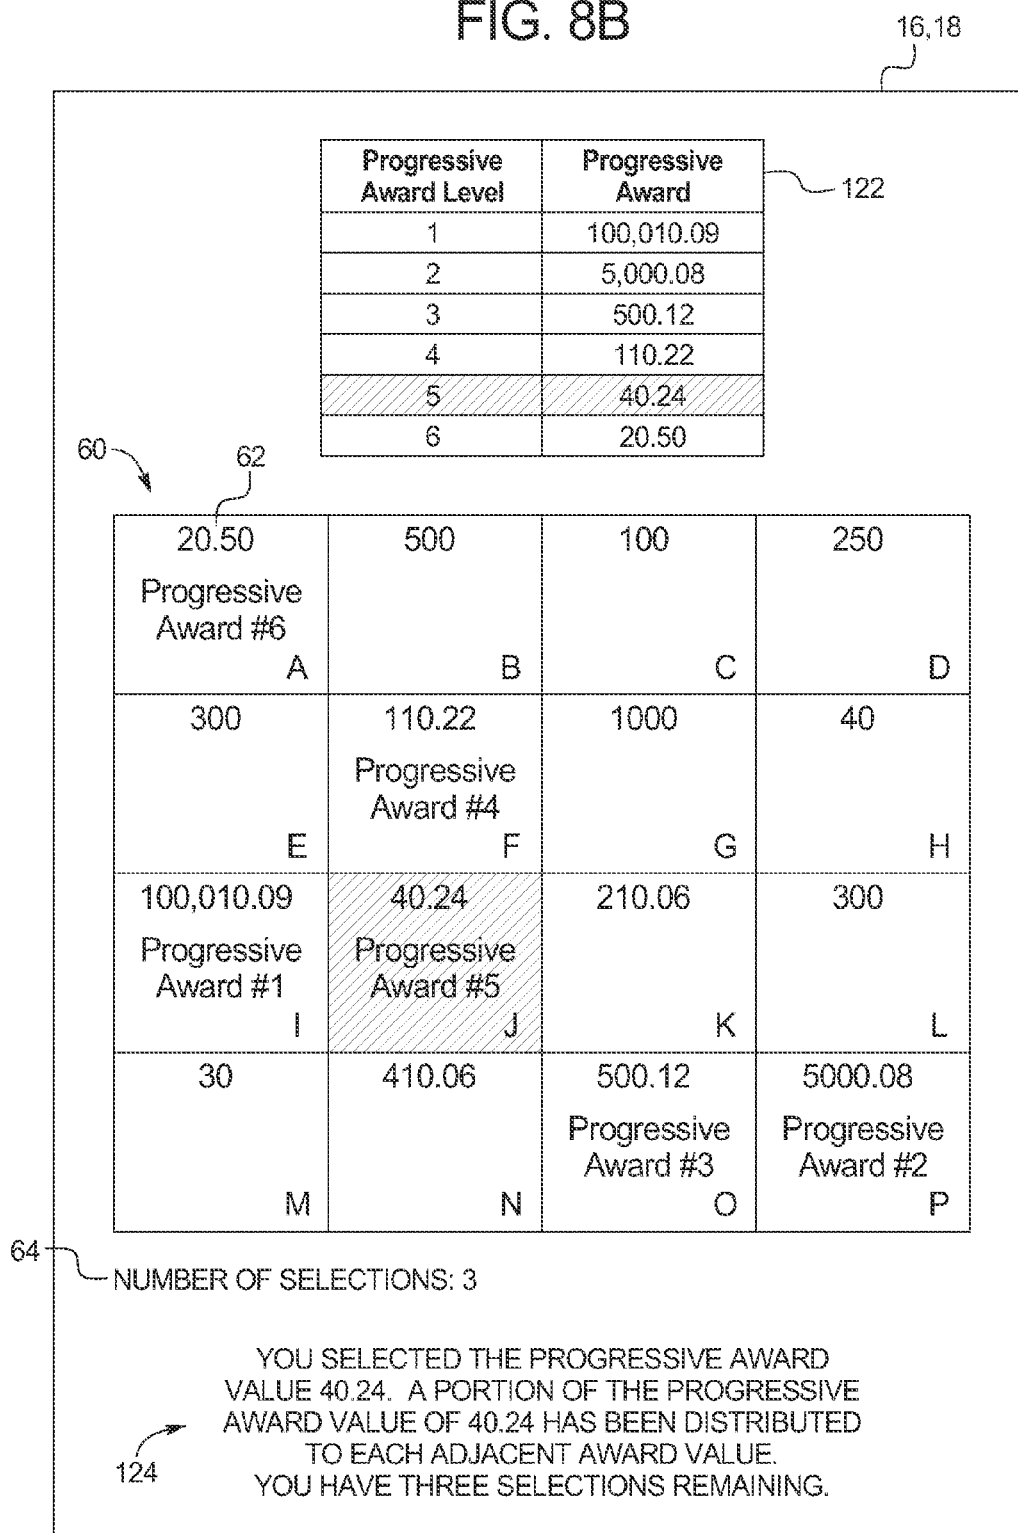 FIG. 8B
16,18
Progressive Award Level Progressive Award
122
1 100,010.09
2 5,000.08
3 500.12
4 110.22
5 40.24
6 20.50
60
62
20.50 500 100 250
Progressive
Award #6
A B C D
300 110.22 1000 40
Progressive
Award #4
E F G H
100,010.09 40.24 210.06 300
Progressive Progressive
Award #1 Award #5
I J K L
30 410.06 500.12 5000.08
Progressive Progressive
Award #3 Award #2
M N O P
64
NUMBER OF SELECTIONS: 3
YOU SELECTED THE PROGRESSIVE AWARD
VALUE 40.24. A PORTION OF THE PROGRESSIVE
AWARD VALUE OF 40.24 HAS BEEN DISTRIBUTED
TO EACH ADJACENT AWARD VALUE.
YOU HAVE THREE SELECTIONS REMAINING.
124